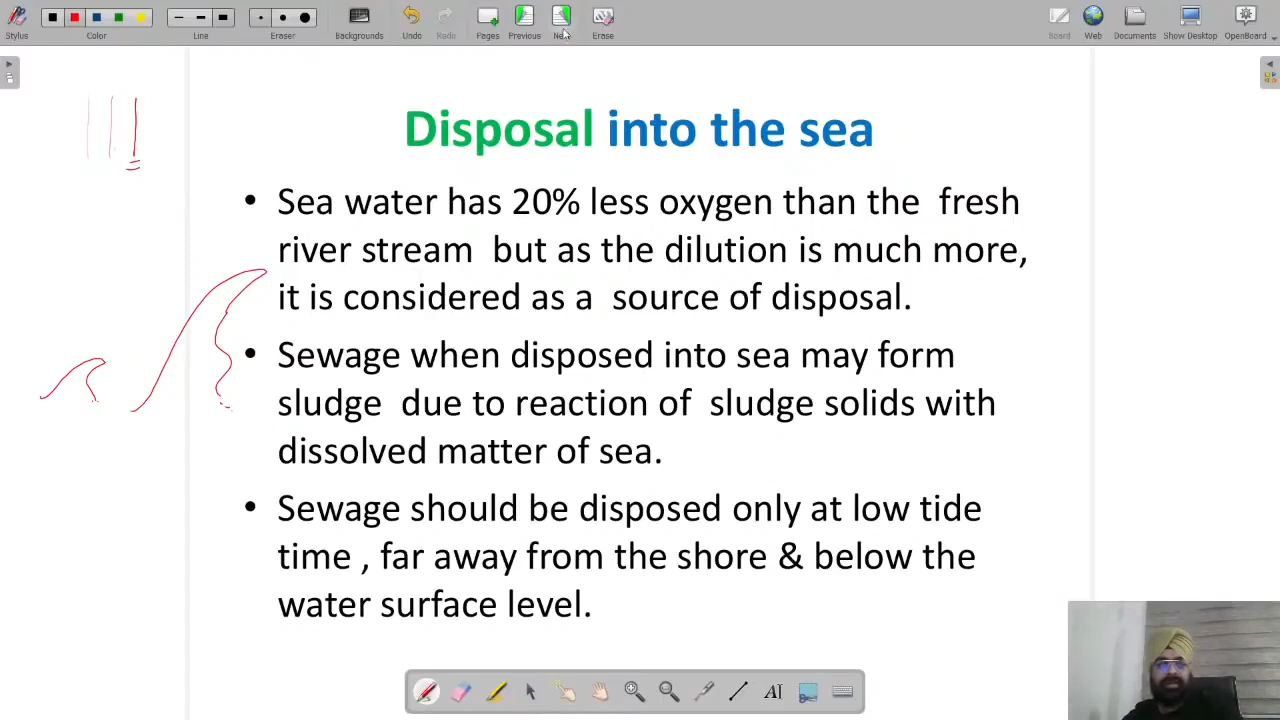 Stylus
Color
Line
Eraser
Backgrounds
Undo
Redo
Pages
Previous
Next
Erase
Board
Web
Documents
Show Desktop
OpenBoard
Disposal into the sea
• Sea water has 20% less oxygen than the fresh
river stream but as the dilution is much more,
it is considered as a source of disposal.
• Sewage when disposed into sea may form
sludge due to reaction of sludge solids with
dissolved matter of sea.
• Sewage should be disposed only at low tide
time , far away from the shore & below the
water surface level.
AI